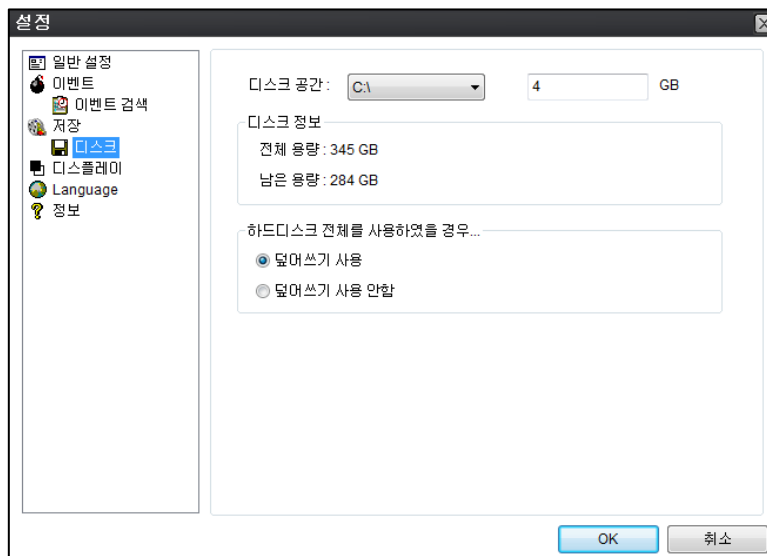 설정
일반 설정
이벤트
이벤트 검색
저장
디스크
디스플레이
Language
정보
디스크 공간 : C:\ 4 GB
디스크 정보
전체 용량 : 345 GB
남은 용량 : 284 GB
하드디스크 전체를 사용하였을 경우...
덮어쓰기 사용
덮어쓰기 사용 안함
OK 취소